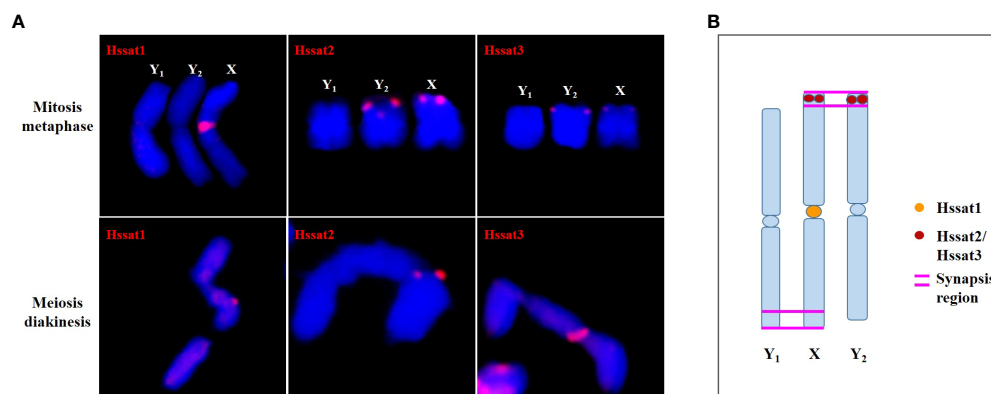 A
B
Hssat1
Y₁ Y₂ X
Hssat2
Y₁ Y₂ X
Hssat3
Y₁ Y₂ X
Mitosis
metaphase
Hssat1
Hssat2
Hssat3
Meiosis
diakinesis
Hssat1
Hssat2/
Hssat3
Synapsis
region
Y₁ X Y₂